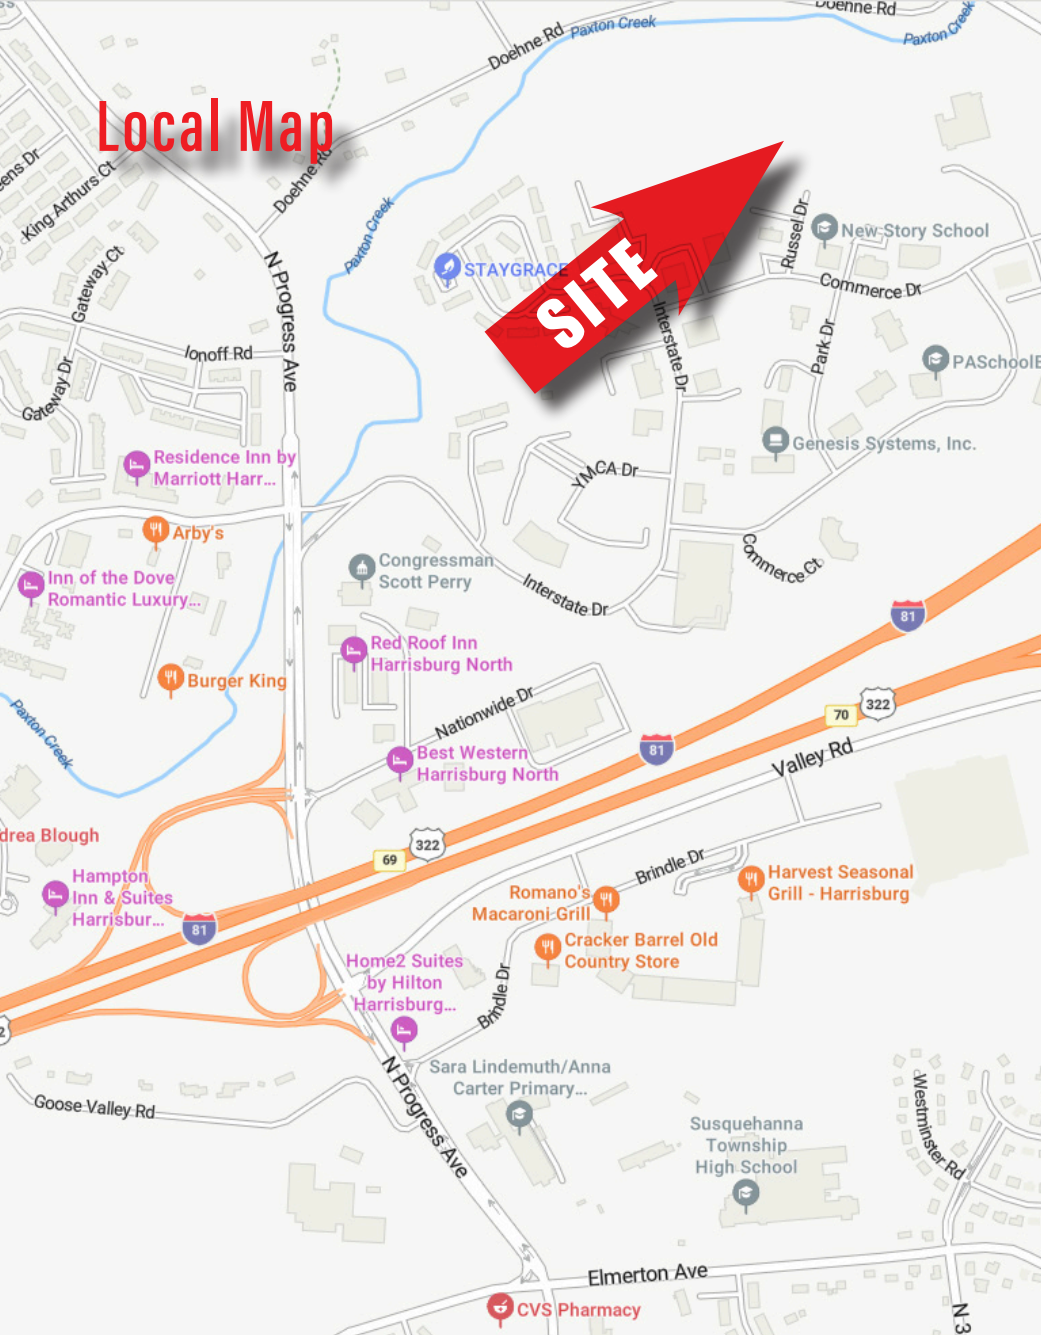 Doehne Rd
Paxton Creek
Doehne Rd
Paxton Creek
Local Map
King Arthurs Ct
Doehne Rd
Paxton Creek
New Story School
Russel Dr
N Progress Ave
Gateway Ct
STAYGRACE
SITE
Commerce Dr
Interstate Dr
Park Dr
Ionoff Rd
Gateway Dr
PASchool
Genesis Systems, Inc.
Residence Inn by
Marriott Harr...
YMCA Dr
Arby's
Commerce Ct
Congressman
Scott Perry
Inn of the Dove
Romantic Luxury...
Interstate Dr
81
Red Roof Inn
Harrisburg North
Burger King
Nationwide Dr
322
70
Paxton Creek
81
Valley Rd
Best Western
Harrisburg North
drea Blough
322
69
Brindle Dr
Hampton
Inn & Suites
Harrisbur...
Harvest Seasonal
Grill - Harrisburg
Romano's
Macaroni Grill
81
Cracker Barrel Old
Country Store
Home2 Suites
by Hilton
Harrisburg...
Brindle Dr
2
Sara Lindemuth/Anna
Carter Primary...
N Progress Ave
Goose Valley Rd
Westminster Rd
Susquehanna
Township
High School
Elmerton Ave
CVS Pharmacy
N 3